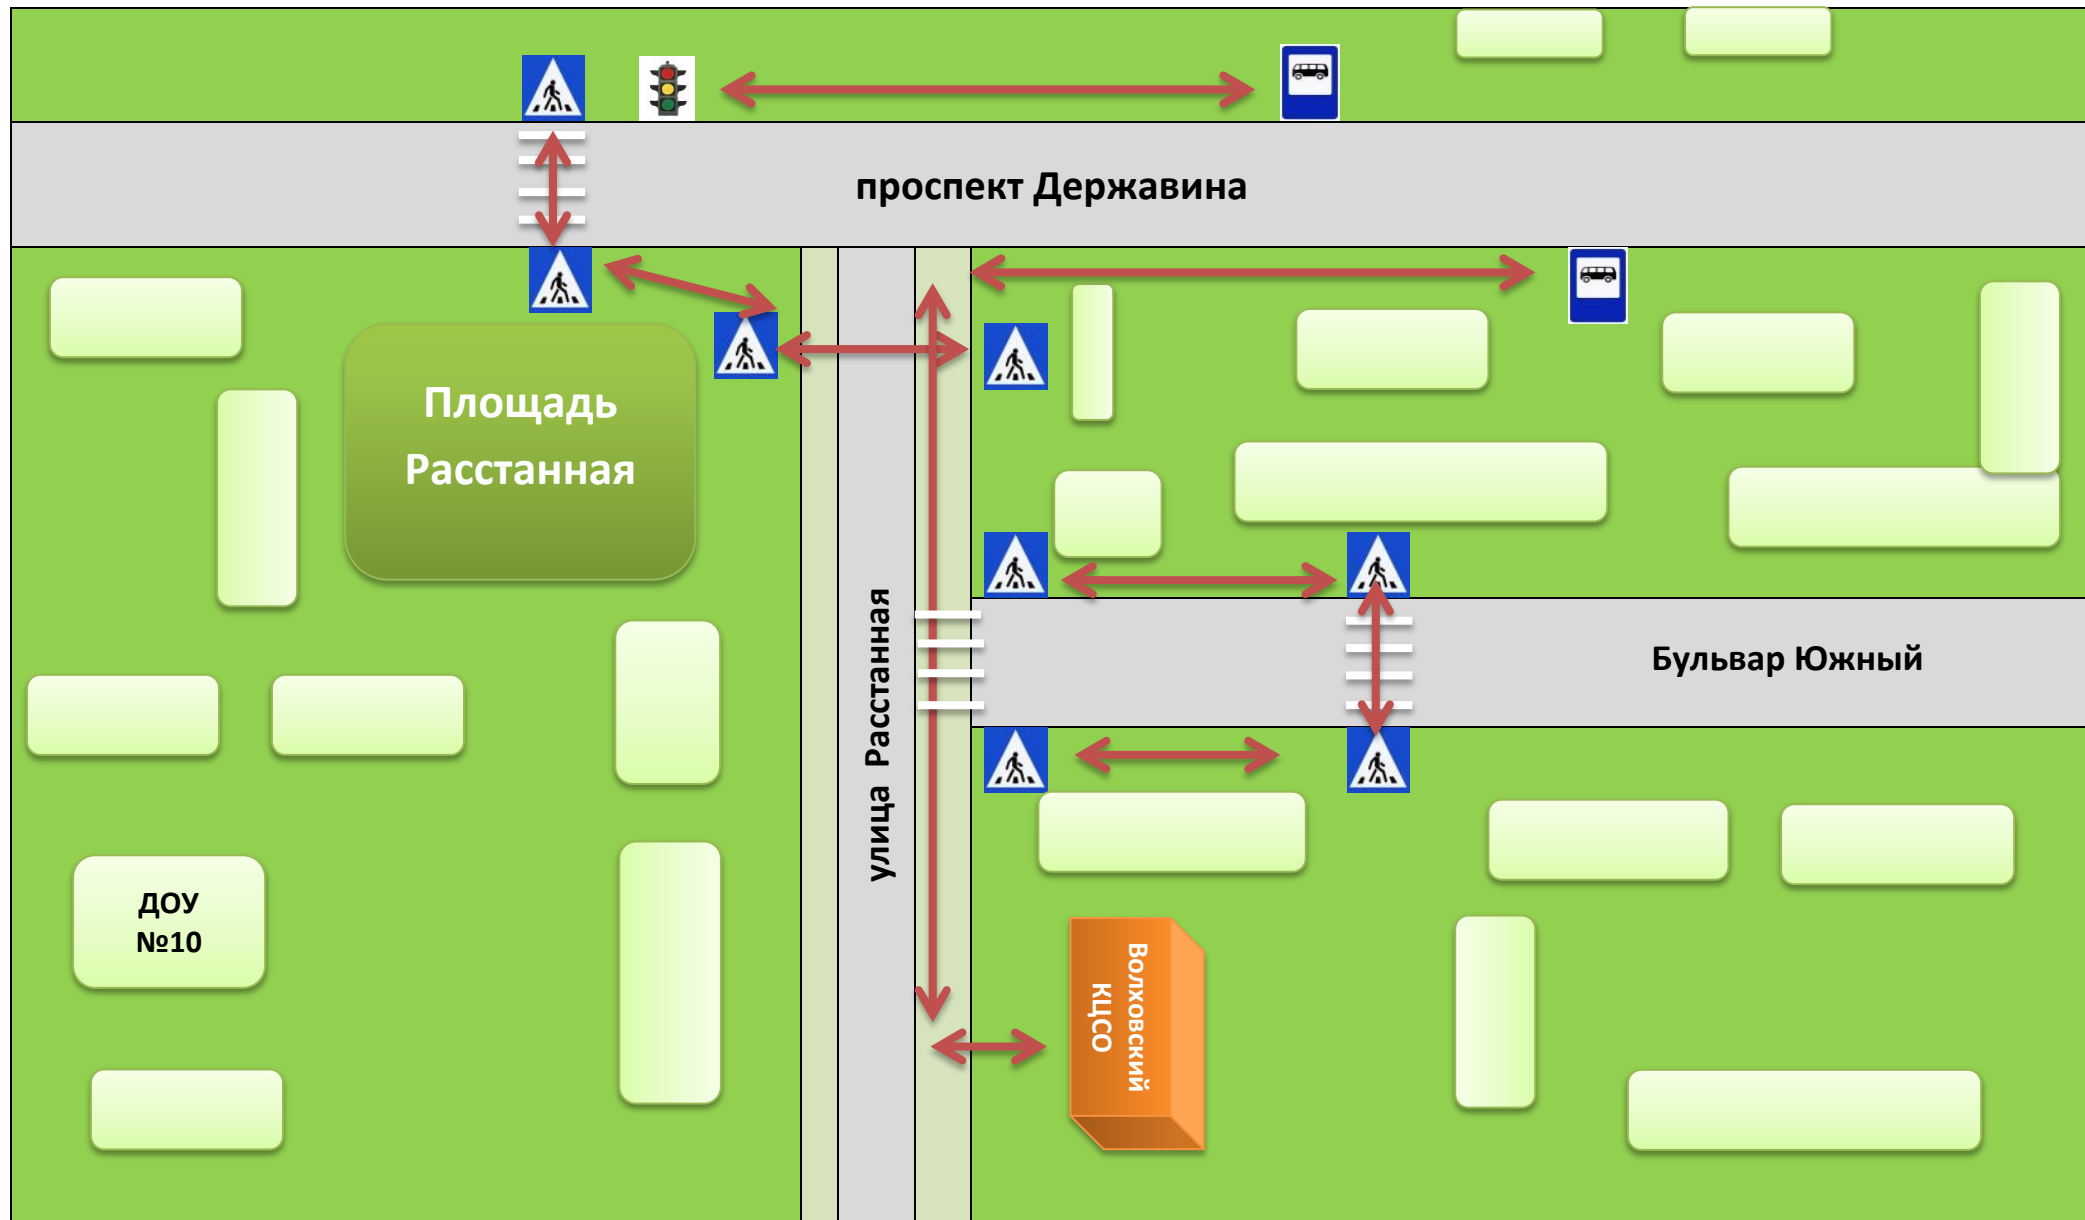 проспект Державина
Площадь
Расстанная
улица  Расстанная
Бульвар Южный
ДОУ
№10
Волховский
КЦСО